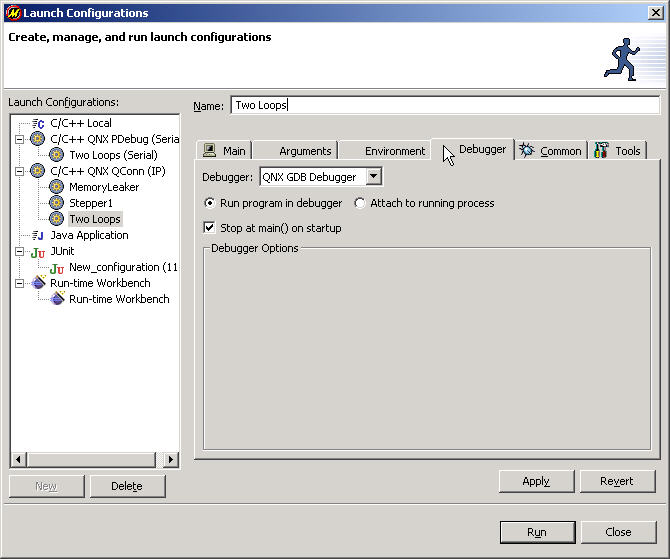 Launch Configurations
Create, manage, and run launch configurations
Launch Configurations:
C/C++ Local
C/C++ QNX PDebug (Seria
Two Loops (Serial)
C/C++ QNX QConn (IP)
MemoryLeaker
Stepper1
Two Loops
Java Application
JUnit
New_configuration (11
Run-time Workbench
Run-time Workbench
New
Delete
Name: Two Loops
Main Arguments Environment Debugger Common Tools
Debugger: QNX GDB Debugger
Run program in debugger Attach to running process
Stop at main() on startup
Debugger Options
Apply Revert
Run Close